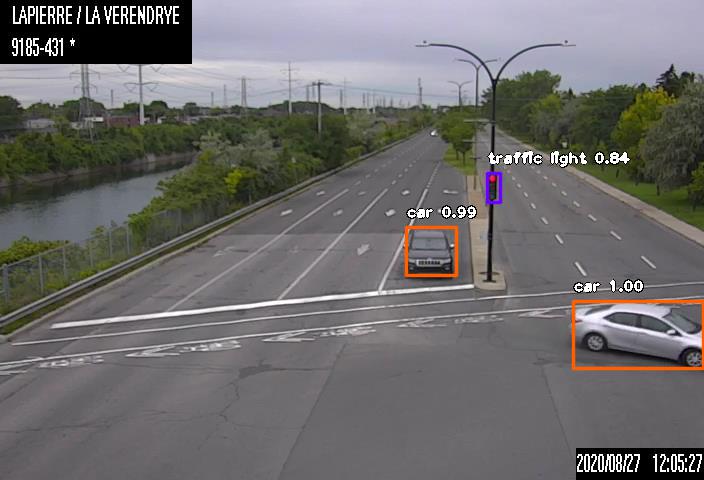 LAPIERRE / LA VERENDRYE
9185-431 *
traffic light 0.84
car 0.99
car 1.00
2020/08/27 12:05:27